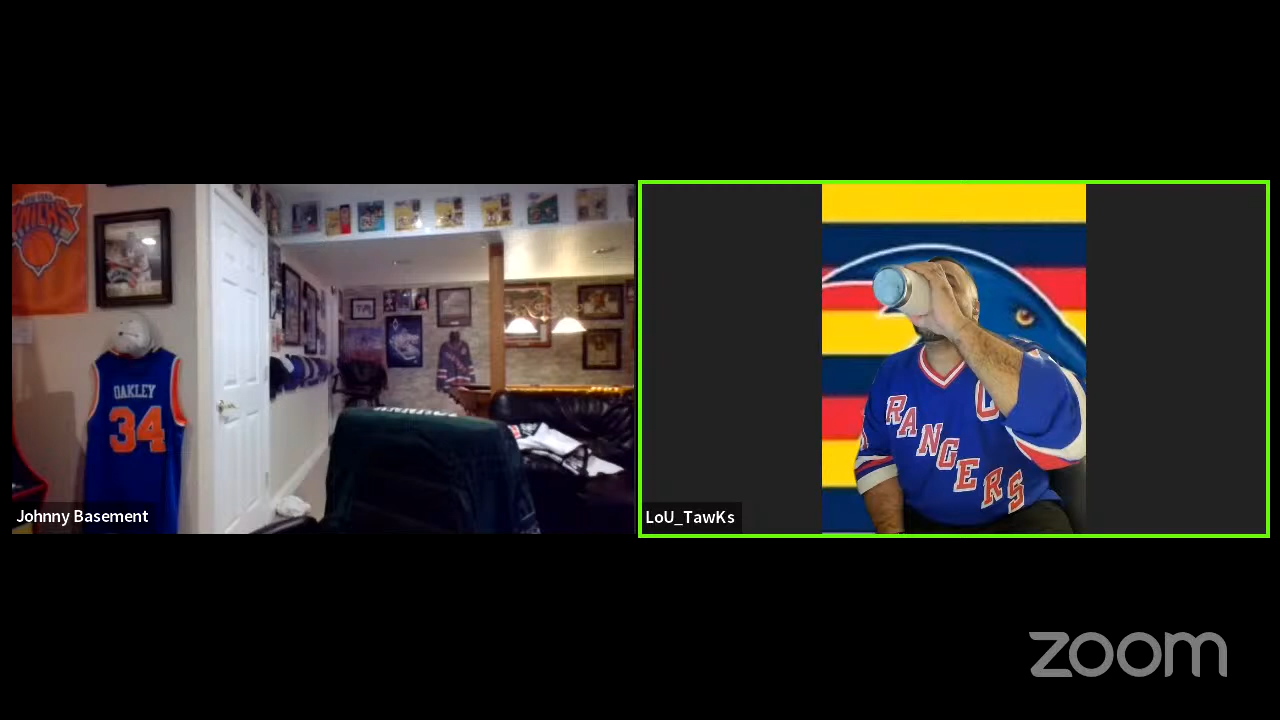 KNICKS
OAKLEY
34
Johnny Basement
C
RANGERS
LoU_TawKs
zoom